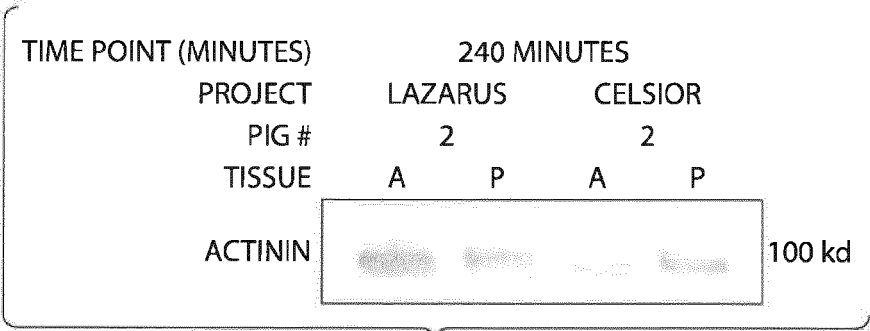 TIME POINT (MINUTES) 240 MINUTES
PROJECT LAZARUS CELSIOR
PIG # 2 2
TISSUE A P A P
ACTININ 100 kd